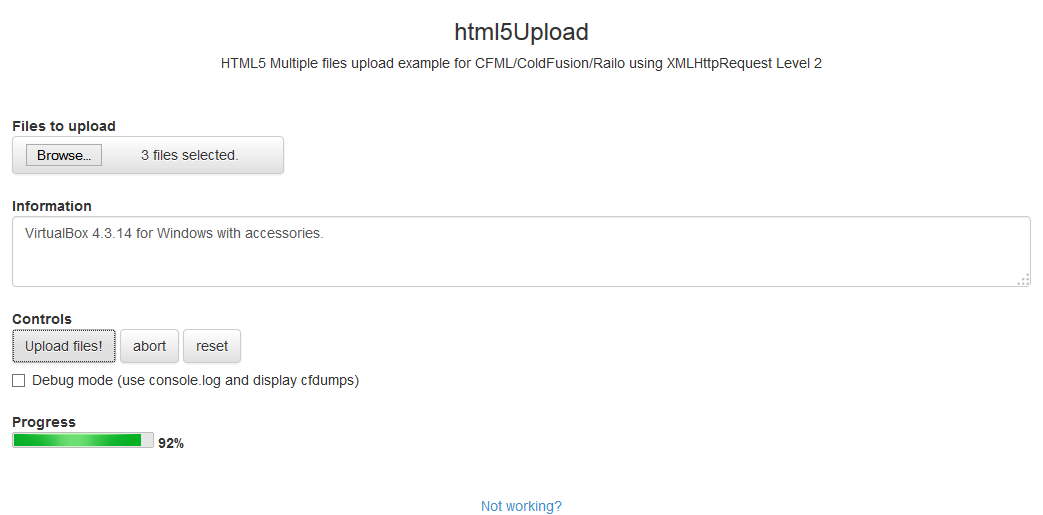 html5Upload
HTML5 Multiple files upload example for CFML/ColdFusion/Railo using XMLHttpRequest Level 2
Files to upload
Browse... 3 files selected.
Information
VirtualBox 4.3.14 for Windows with accessories.
Controls
Upload files! abort reset
Debug mode (use console.log and display cfdumps)
Progress
92%
Not working?